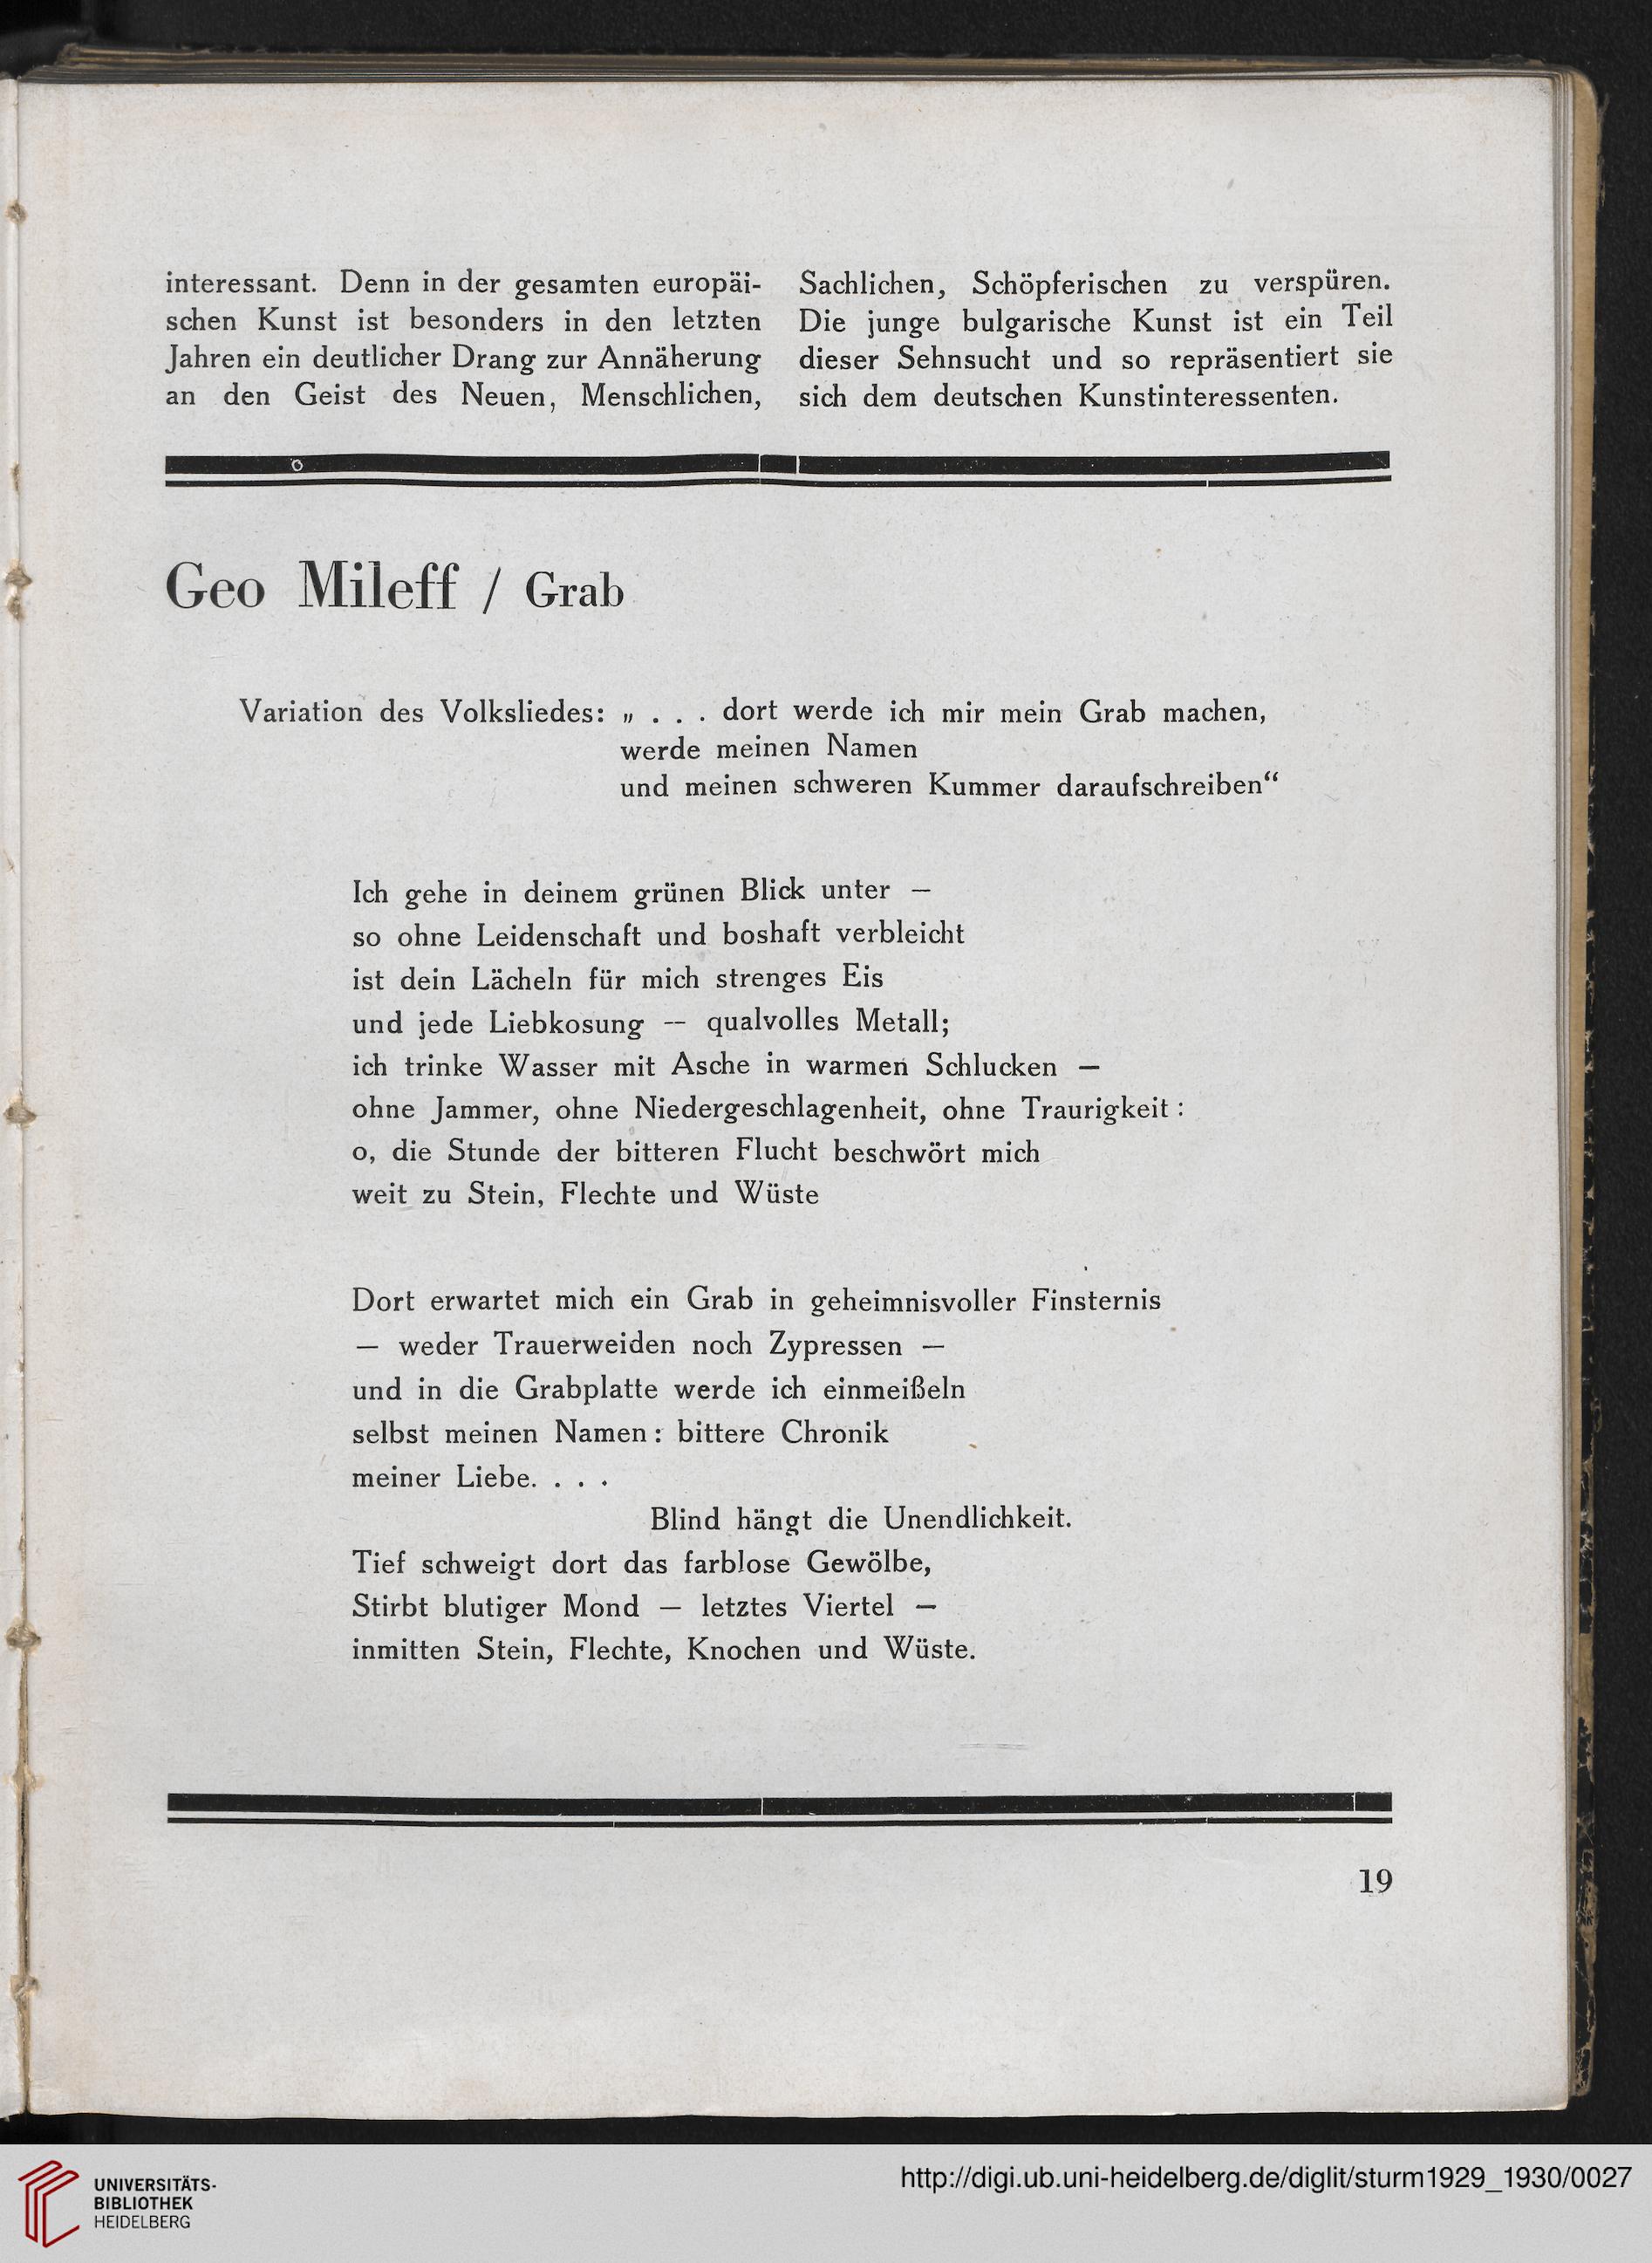 interessant. Denn in der gesamten europäi-
schen Kunst ist besonders in den letzten
Jahren ein deutlicher Drang zur Annäherung
an den Geist des Neuen, Menschlichen,
Sachlichen, Schöpferischen zu verspüren.
Die junge bulgarische Kunst ist ein Teil
dieser Sehnsucht und so repräsentiert sie
sich dem deutschen Kunstinteressenten.
Geo Mileff / Grab
Variation des Volksliedes: „ . . . dort werde ich mir mein Grab machen,
werde meinen Namen
und meinen schweren Kummer daraufschreiben“
Ich gehe in deinem grünen Blick unter —
so ohne Leidenschaft und boshaft verbleicht
ist dein Lächeln für mich strenges Eis
und jede Liebkosung — qualvolles Metall;
ich trinke Wasser mit Asche in warmen Schlucken —
ohne Jammer, ohne Niedergeschlagenheit, ohne Traurigkeit :
o, die Stunde der bitteren Flucht beschwört mich
weit zu Stein, Flechte und Wüste
Dort erwartet mich ein Grab in geheimnisvoller Finsternis
— weder Trauerweiden noch Zypressen —
und in die Grabplatte werde ich einmeißeln
selbst meinen Namen : bittere Chronik
meiner Liebe. . . .
Blind hängt die Unendlichkeit.
Tief schweigt dort das farblose Gewölbe,
Stirbt blutiger Mond — letztes Viertel —
inmitten Stein, Flechte, Knochen und Wüste.
19
UNIVERSITÄTS-
BIBLIOTHEK
HEIDELBERG
http://digi.ub.uni-heidelberg.de/diglit/sturm1929_1930/0027